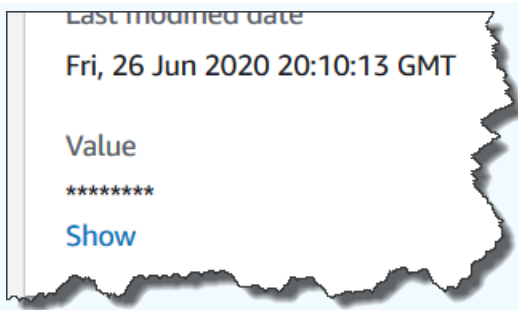 Last modified date
Fri, 26 Jun 2020 20:10:13 GMT
Value
********
Show